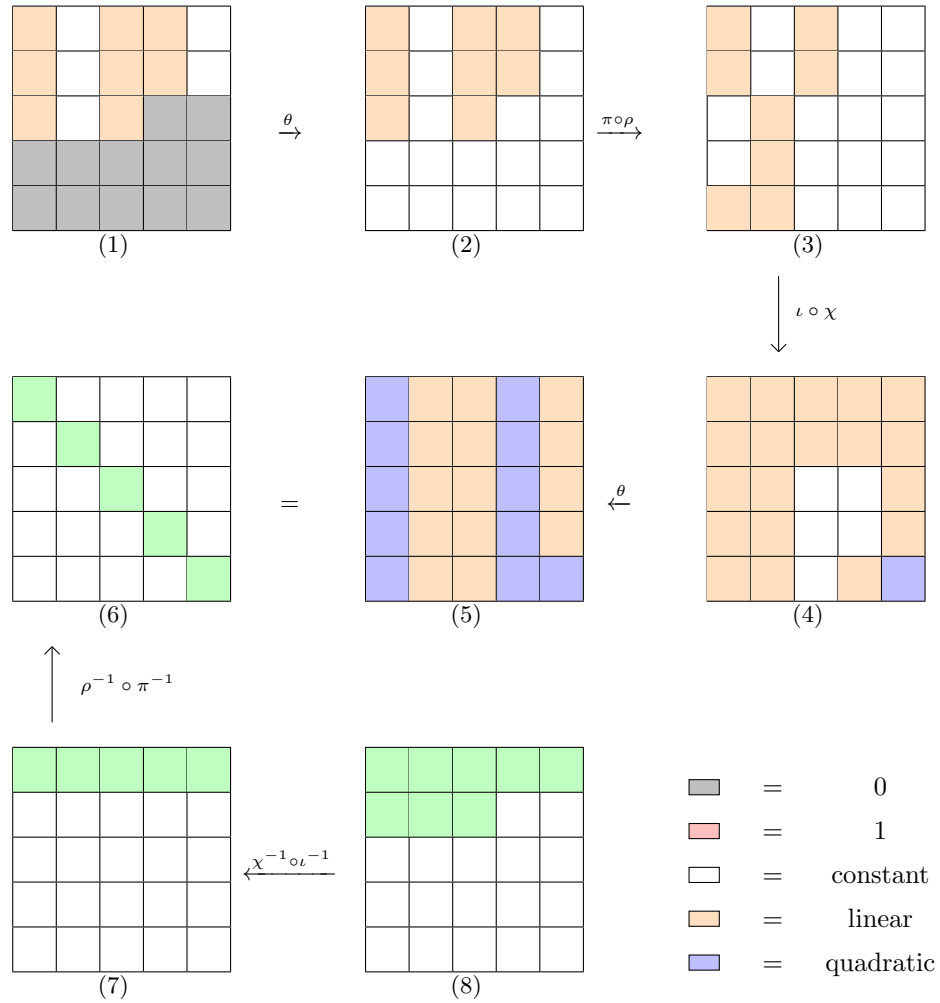 θ
π∘ρ
(1)
(2)
(3)
ι ∘ χ
=
θ
(6)
(5)
(4)
ρ⁻¹ ∘ π⁻¹
χ⁻¹∘ι⁻¹
= 0
= 1
= constant
= linear
= quadratic
(7)
(8)